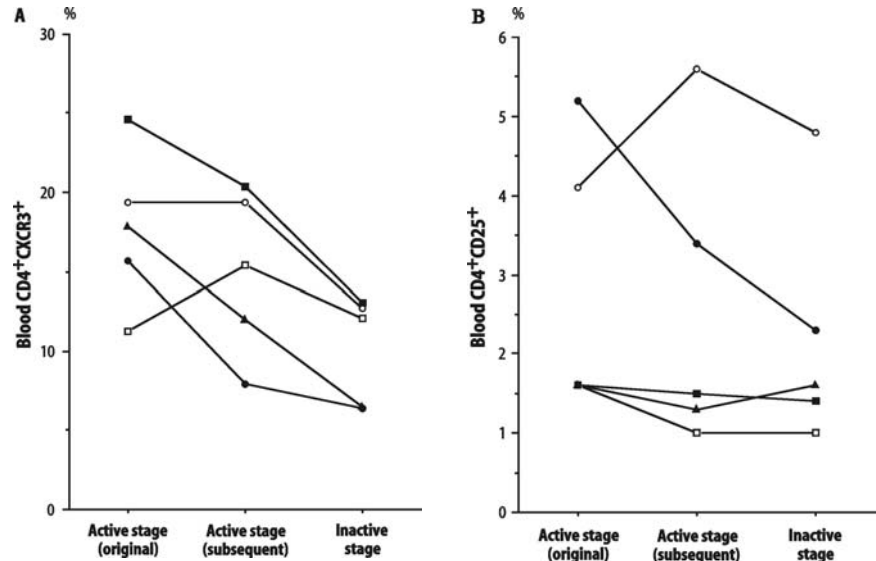 A
%
30
20
10
0
Blood CD4+CXCR3+
Active stage
(original)
Active stage
(subsequent)
Inactive
stage
B
%
6
5
4
3
2
1
0
Blood CD4+CD25+
Active stage
(original)
Active stage
(subsequent)
Inactive
stage